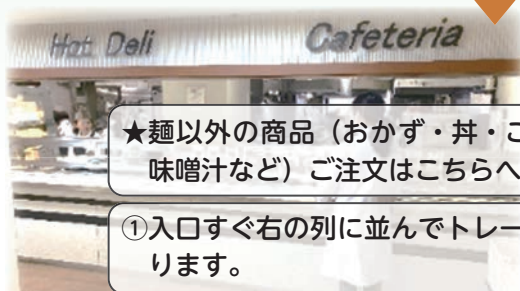 Hot Deli
Cafeteria
★麺以外の商品（おかず・丼・ご
味噌汁など）ご注文はこちらへ
①入口すぐ右の列に並んでトレー
ります。